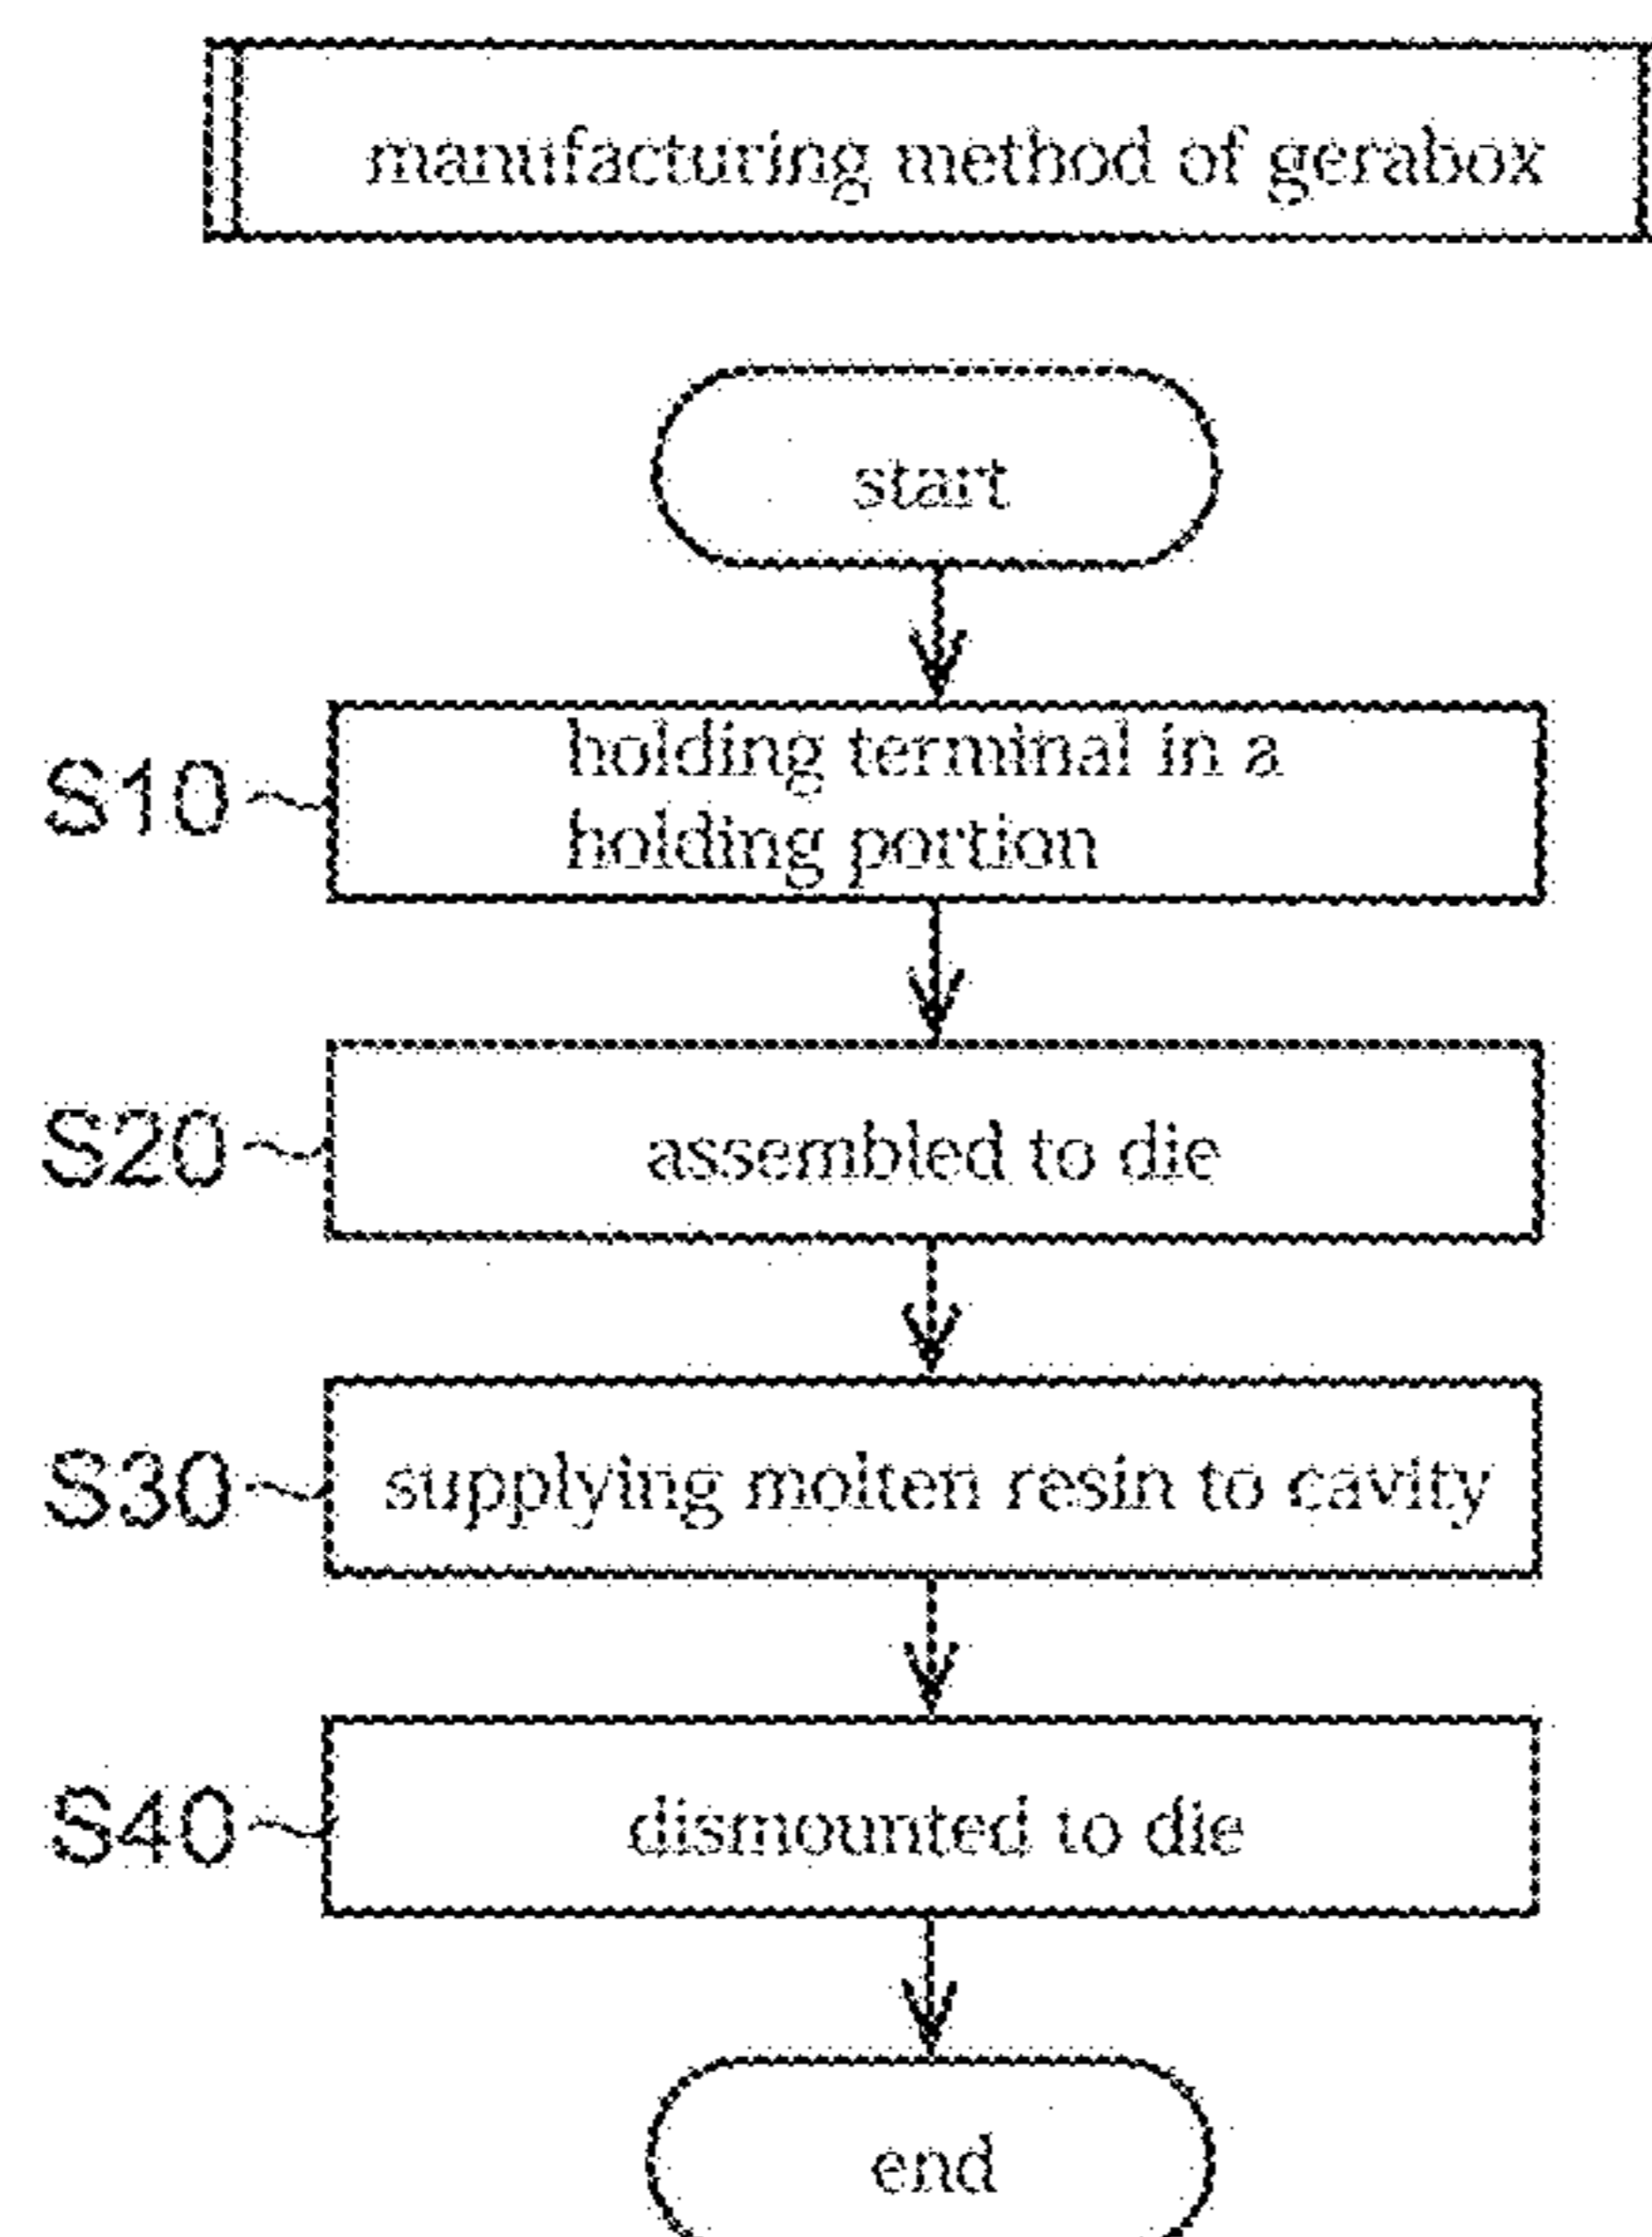 manufacturing method of gerabox
start
S10
holding terminal in a
holding portion
S20
assembled to die
S30
supplying molten resin to cavity
S40
dismounted to die
end